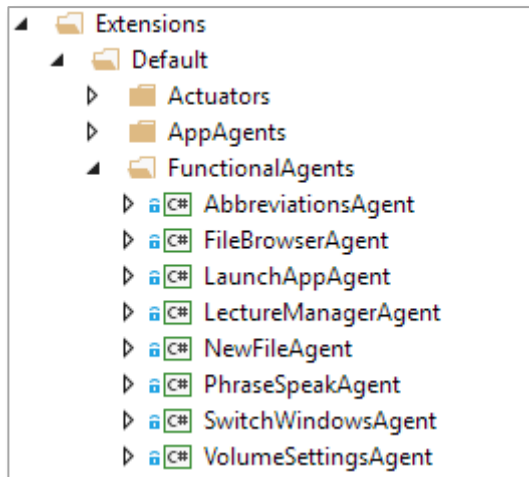 Extensions
Default
Actuators
AppAgents
FunctionalAgents
C# AbbreviationsAgent
C# FileBrowserAgent
C# LaunchAppAgent
C# LectureManagerAgent
C# NewFileAgent
C# PhraseSpeakAgent
C# SwitchWindowsAgent
C# VolumeSettingsAgent